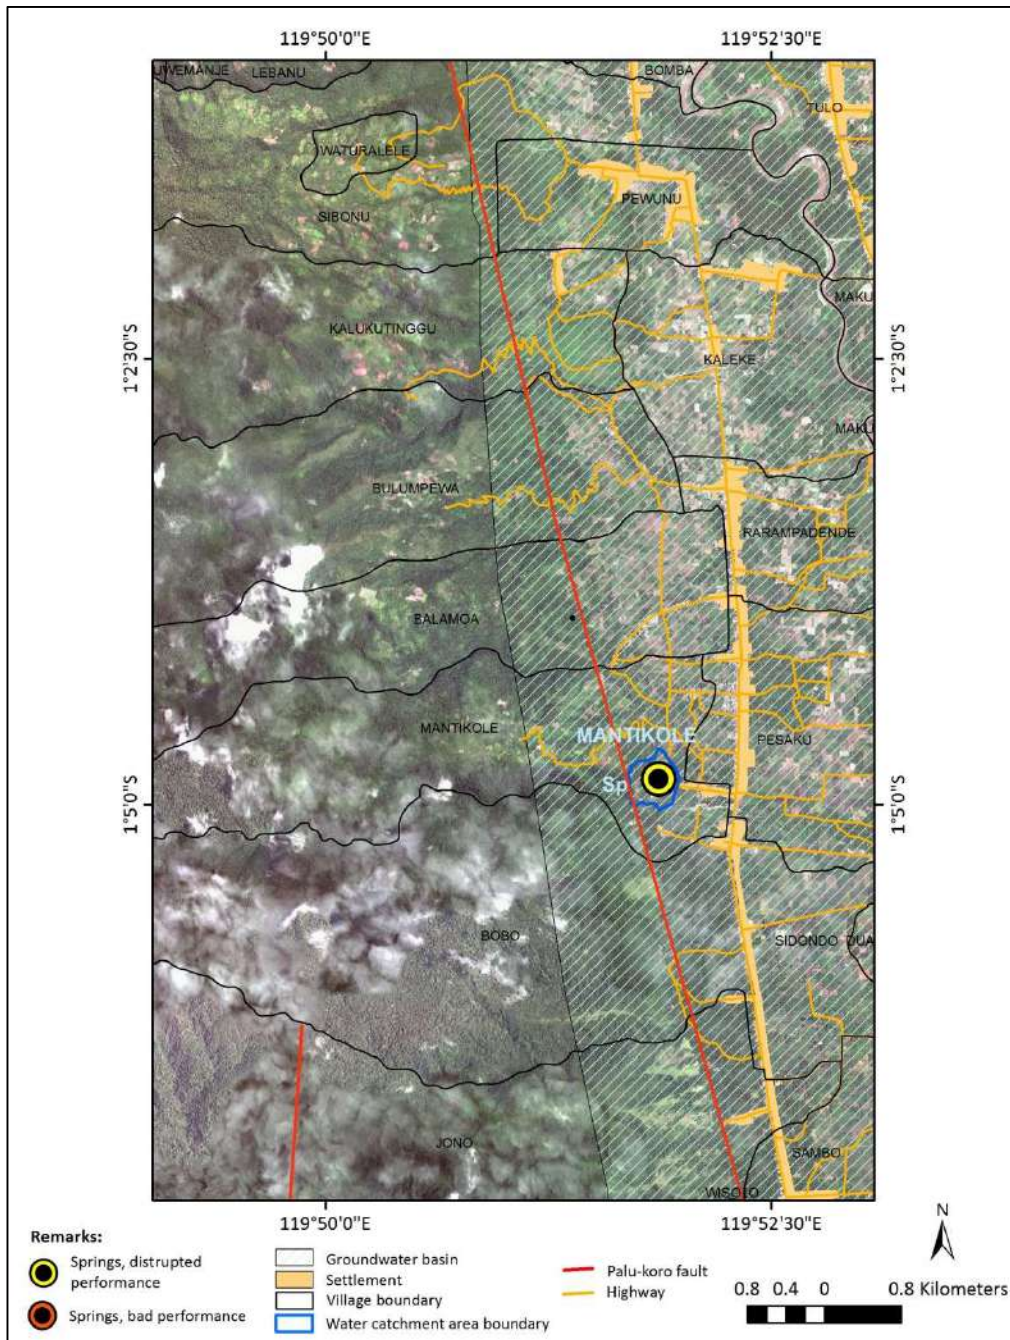 119°50'0"E
119°52'30"E
UWEMANJE
LEBANU
BOMBA
TULO
WATURALELE
PEWUNU
SIBONU
MAKU
KALUKUTINGGU
1°2'30"S
KALEKE
1°2'30"S
MAKU
BULUMPEWA
RARAMPADENDE
BALAMOA
MANTIKOLE
MANTIKOLE
PESAKU
Sp
1°5'0"S
1°5'0"S
BOBO
SIDONDO DUA
JONO
SAMBO
WISOLO
119°50'0"E
119°52'30"E
N
Remarks:
Springs, distrupted
performance
Springs, bad performance
Groundwater basin
Settlement
Village boundary
Water catchment area boundary
Palu-koro fault
Highway
0.8 0.4 0 0.8 Kilometers